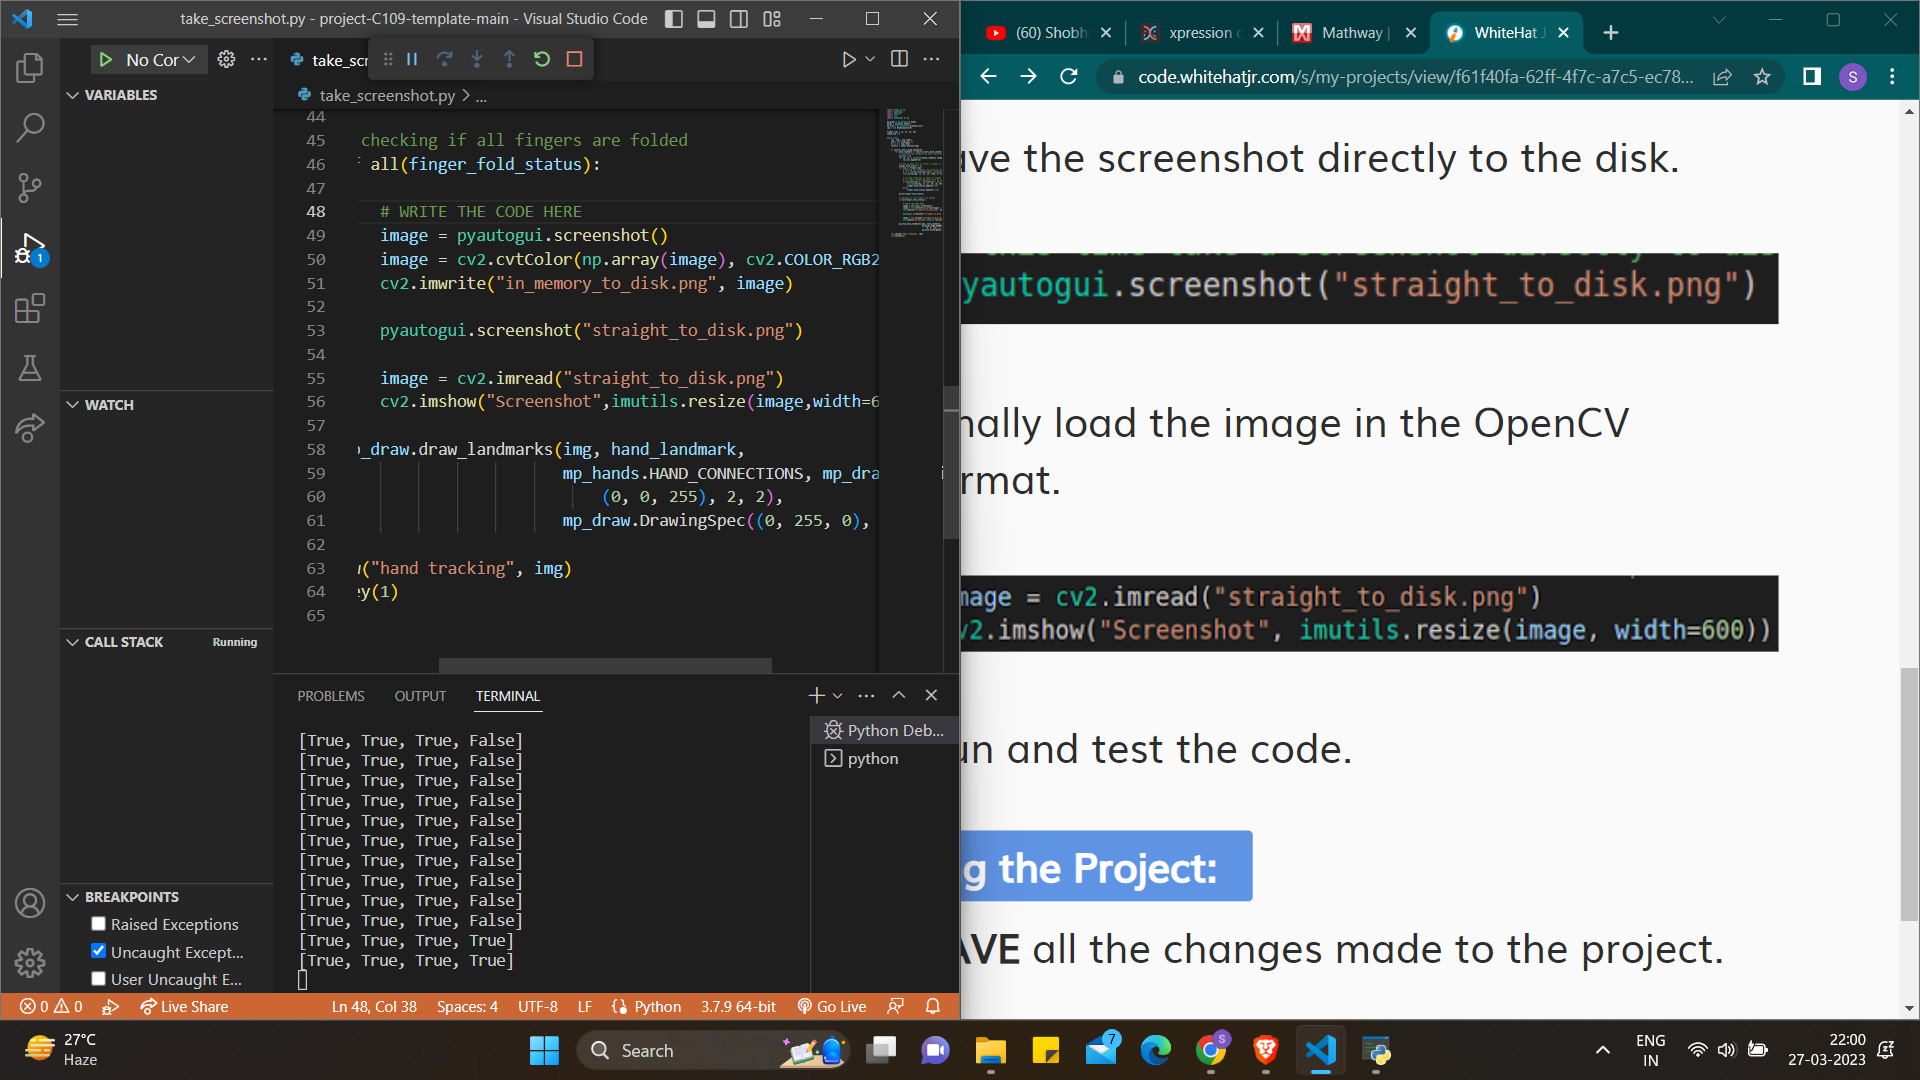 take_screenshot.py - project-C109-template-main - Visual Studio Code
No Cor
VARIABLES
WATCH
CALL STACK
Running
BREAKPOINTS
Raised Exceptions
Uncaught Except...
User Uncaught E...
take_scr
take_screenshot.py > ...
44
45 checking if all fingers are folded
46 all(finger_fold_status):
47
48 # WRITE THE CODE HERE
49 image = pyautogui.screenshot()
50 image = cv2.cvtColor(np.array(image), cv2.COLOR_RGB2
51 cv2.imwrite("in_memory_to_disk.png", image)
52
53 pyautogui.screenshot("straight_to_disk.png")
54
55 image = cv2.imread("straight_to_disk.png")
56 cv2.imshow("Screenshot",imutils.resize(image,width=6
57
58 _draw.draw_landmarks(img, hand_landmark,
59 mp_hands.HAND_CONNECTIONS, mp_dra
60 (0, 0, 255), 2, 2),
61 mp_draw.DrawingSpec((0, 255, 0),
62
63 ("hand tracking", img)
64 ey(1)
65
PROBLEMS OUTPUT TERMINAL
[True, True, True, False]
[True, True, True, False]
[True, True, True, False]
[True, True, True, False]
[True, True, True, False]
[True, True, True, False]
[True, True, True, False]
[True, True, True, False]
[True, True, True, False]
[True, True, True, False]
[True, True, True, True]
[True, True, True, True]
Python Deb...
python
1
0 0 Live Share Ln 48, Col 38 Spaces: 4 UTF-8 LF Python 3.7.9 64-bit Go Live
(60) Shobh
xpression c
Mathway |
WhiteHat J
code.whitehatjr.com/s/my-projects/view/f61f40fa-62ff-4f7c-a7c5-ec78...
S
ave the screenshot directly to the disk.
yautogui.screenshot("straight_to_disk.png")
nally load the image in the OpenCV
rmat.
mage = cv2.imread("straight_to_disk.png")
v2.imshow("Screenshot", imutils.resize(image, width=600))
un and test the code.
g the Project:
AVE all the changes made to the project.
27°C
Haze
Search
7
S
ENG
IN
22:00
27-03-2023